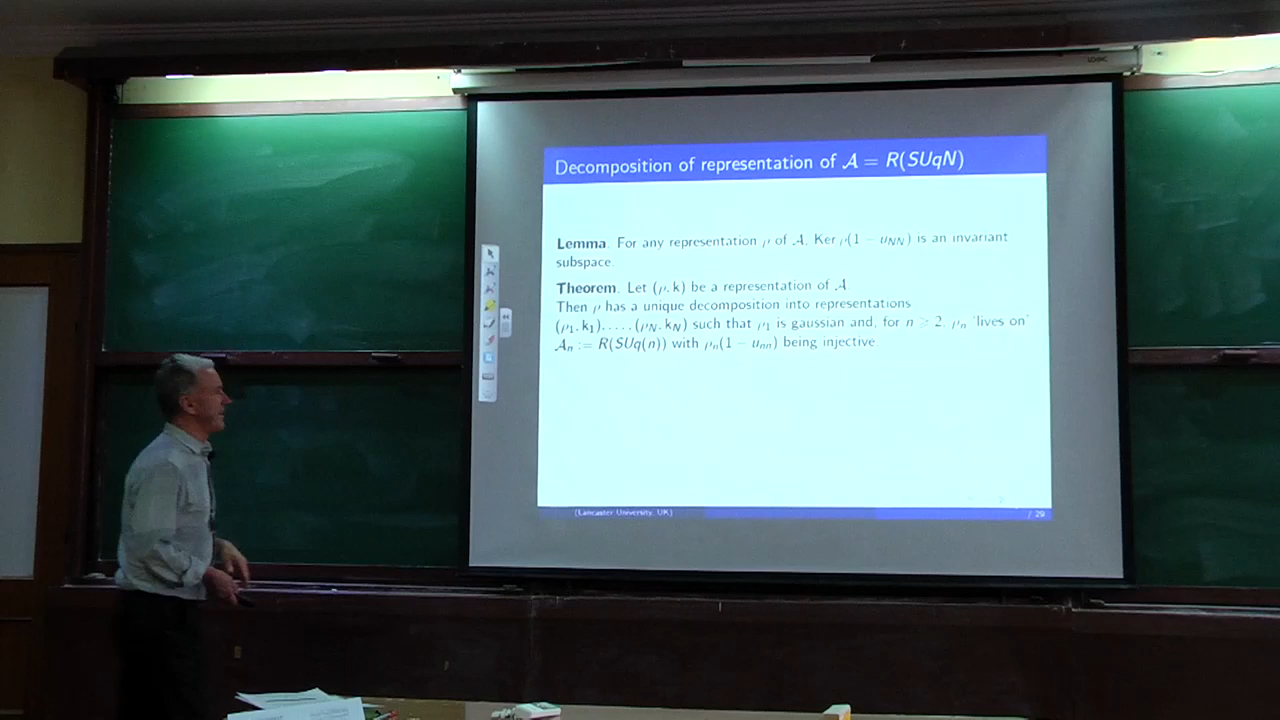 Decomposition of representation of 𝒜 = R(SUqN)
Lemma. For any representation ρ of 𝒜, Ker ρ(1 − u_NN) is an invariant
subspace.
Theorem. Let (ρ, k) be a representation of 𝒜.
Then ρ has a unique decomposition into representations
(ρ₁, k₁), . . . , (ρ_N, k_N) such that ρ₁ is gaussian and, for n ⩾ 2, ρ_n 'lives on'
𝒜_n := R(SUq(n)) with ρ_n(1 − u_nn) being injective
(Lancaster University, UK)
/ 29